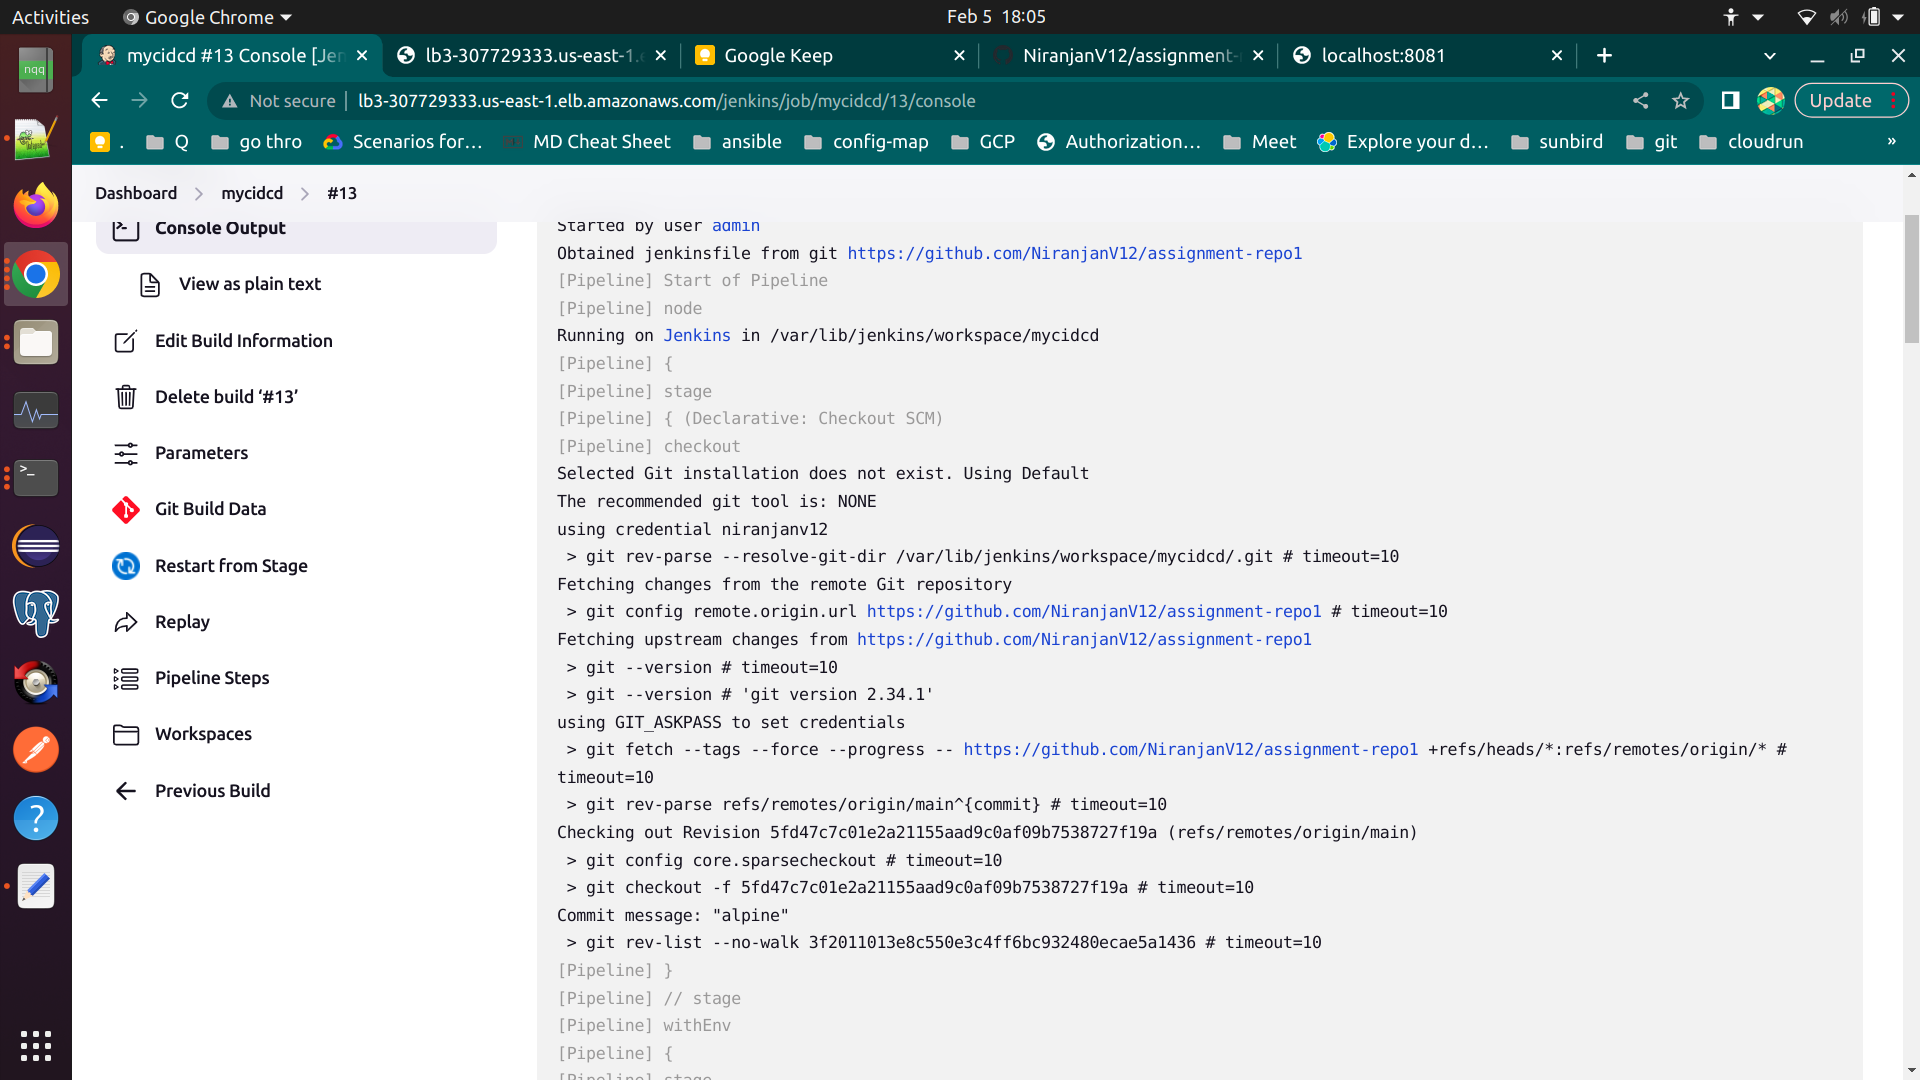 Activities
Google Chrome
Feb 5 18:05
nqq
mycidcd #13 Console [Jen
lb3-307729333.us-east-1.e
Google Keep
NiranjanV12/assignment-
localhost:8081
Not secure
lb3-307729333.us-east-1.elb.amazonaws.com/jenkins/job/mycidcd/13/console
Update
.
Q
go thro
Scenarios for…
MD Cheat Sheet
ansible
config-map
GCP
Authorization…
Meet
Explore your d…
sunbird
git
cloudrun
»
Dashboard
mycidcd
#13
Console Output
View as plain text
Edit Build Information
Delete build ‘#13’
Parameters
Git Build Data
Restart from Stage
Replay
Pipeline Steps
Workspaces
Previous Build
Started by user admin
Obtained jenkinsfile from git https://github.com/NiranjanV12/assignment-repo1
[Pipeline] Start of Pipeline
[Pipeline] node
Running on Jenkins in /var/lib/jenkins/workspace/mycidcd
[Pipeline] {
[Pipeline] stage
[Pipeline] { (Declarative: Checkout SCM)
[Pipeline] checkout
Selected Git installation does not exist. Using Default
The recommended git tool is: NONE
using credential niranjanv12
> git rev-parse --resolve-git-dir /var/lib/jenkins/workspace/mycidcd/.git # timeout=10
Fetching changes from the remote Git repository
> git config remote.origin.url https://github.com/NiranjanV12/assignment-repo1 # timeout=10
Fetching upstream changes from https://github.com/NiranjanV12/assignment-repo1
> git --version # timeout=10
> git --version # 'git version 2.34.1'
using GIT_ASKPASS to set credentials
> git fetch --tags --force --progress -- https://github.com/NiranjanV12/assignment-repo1 +refs/heads/*:refs/remotes/origin/* #
timeout=10
> git rev-parse refs/remotes/origin/main^{commit} # timeout=10
Checking out Revision 5fd47c7c01e2a21155aad9c0af09b7538727f19a (refs/remotes/origin/main)
> git config core.sparsecheckout # timeout=10
> git checkout -f 5fd47c7c01e2a21155aad9c0af09b7538727f19a # timeout=10
Commit message: "alpine"
> git rev-list --no-walk 3f2011013e8c550e3c4ff6bc932480ecae5a1436 # timeout=10
[Pipeline] }
[Pipeline] // stage
[Pipeline] withEnv
[Pipeline] {
[Pipeline] stage